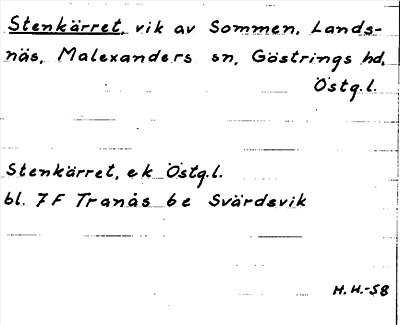 Stenkärret, vik av Sommen, Lands-
näs, Malexanders sn, Göstrings hd,
Östg.l.
Stenkärret, ek Östg.l.
bl. 7F Tranås 6e Svärdsvik
H.H.-58